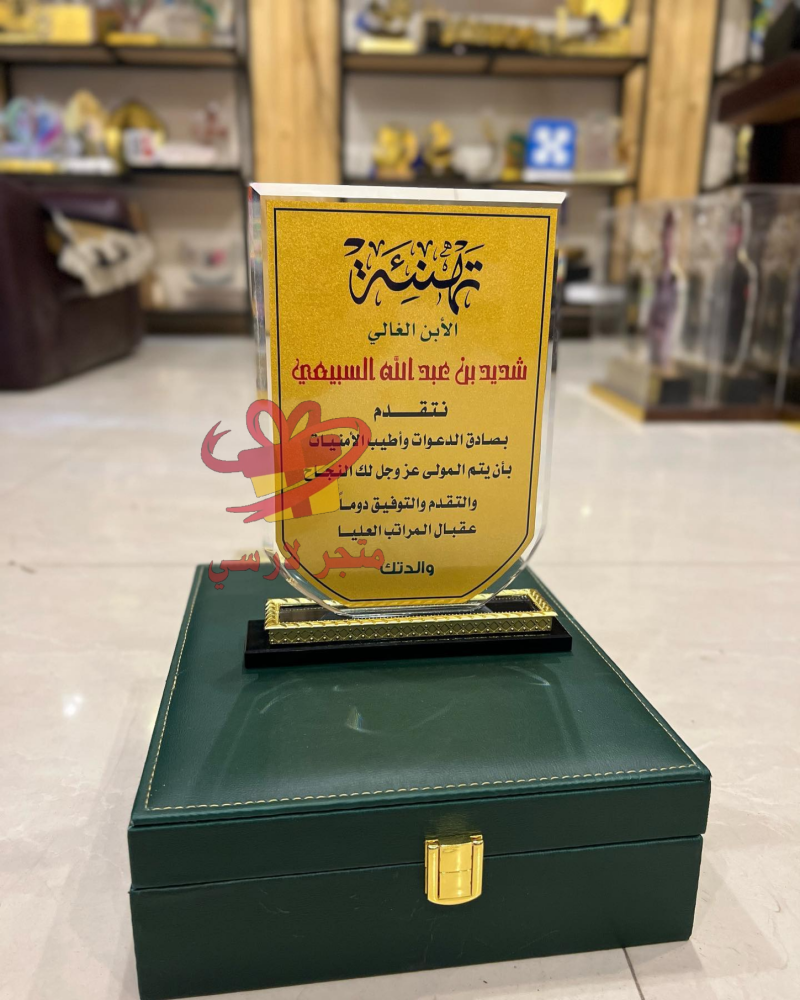 تهنئة
الأبن الغالي
شديد بن عبد الله السبيعي
نتقدم
بصادق الدعوات وأطيب الأمنيات
بأن يتم المولى عز وجل لك النجاح
والتقدم والتوفيق دوماً
عقبال المراتب العليا
والدتك
متجر لارسي